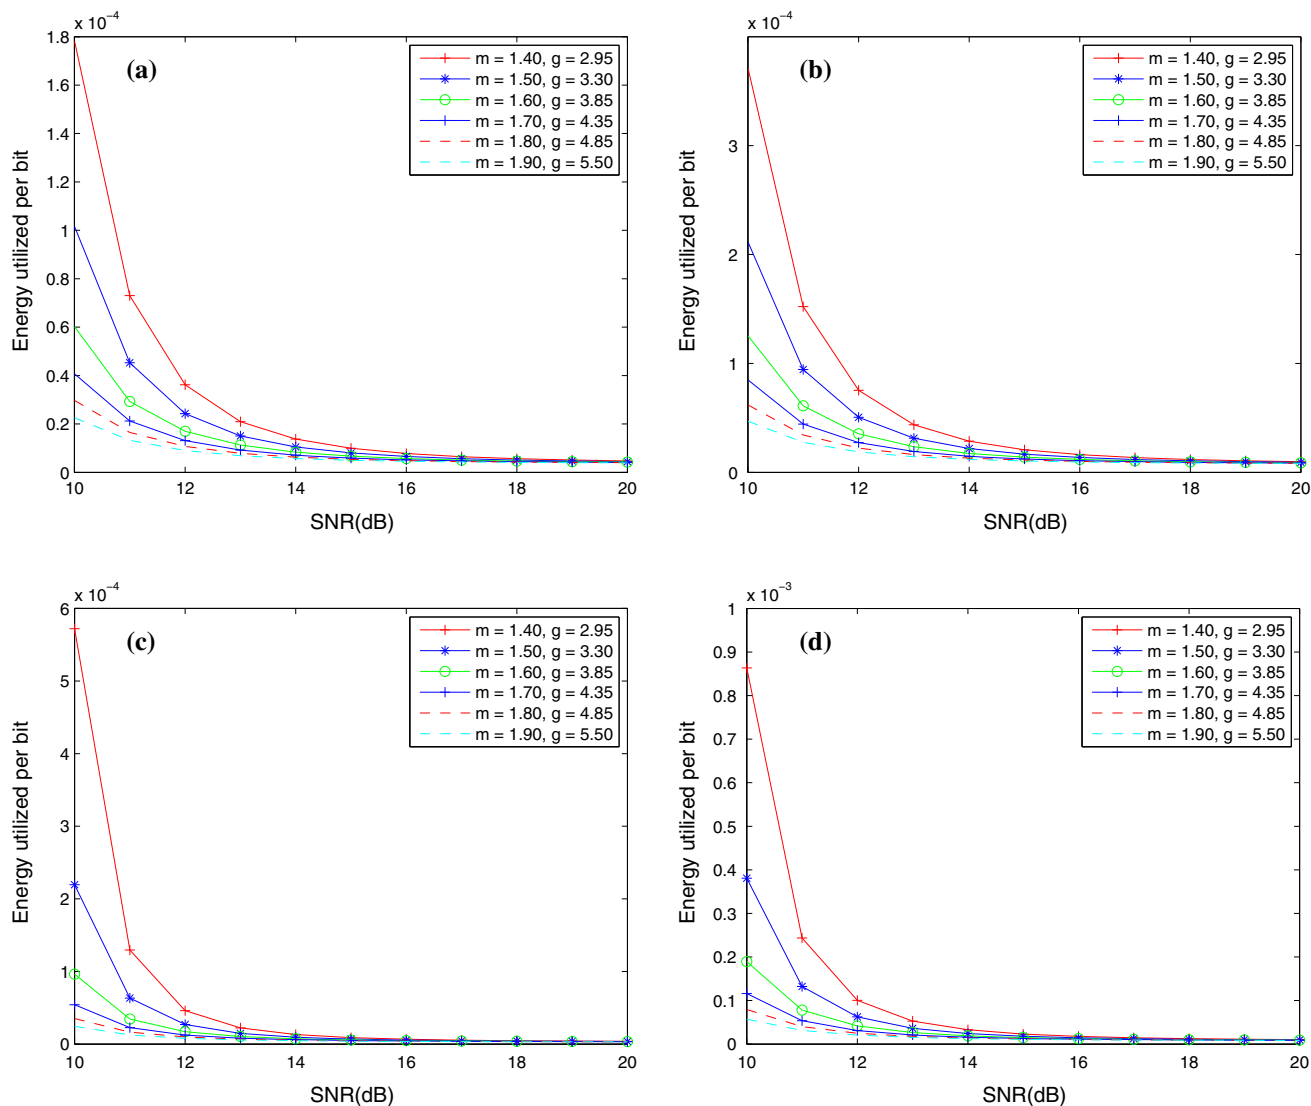 x 10⁻⁴
(a)
1.8
1.6
1.4
1.2
1
0.8
0.6
0.4
0.2
0
10 12 14 16 18 20
SNR(dB)
Energy utilized per bit
m = 1.40, g = 2.95
m = 1.50, g = 3.30
m = 1.60, g = 3.85
m = 1.70, g = 4.35
m = 1.80, g = 4.85
m = 1.90, g = 5.50
x 10⁻⁴
(b)
4
3
2
1
0
10 12 14 16 18 20
SNR(dB)
Energy utilized per bit
m = 1.40, g = 2.95
m = 1.50, g = 3.30
m = 1.60, g = 3.85
m = 1.70, g = 4.35
m = 1.80, g = 4.85
m = 1.90, g = 5.50
x 10⁻⁴
(c)
6
5
4
3
2
1
0
10 12 14 16 18 20
SNR(dB)
Energy utilized per bit
m = 1.40, g = 2.95
m = 1.50, g = 3.30
m = 1.60, g = 3.85
m = 1.70, g = 4.35
m = 1.80, g = 4.85
m = 1.90, g = 5.50
x 10⁻³
(d)
1
0.9
0.8
0.7
0.6
0.5
0.4
0.3
0.2
0.1
0
10 12 14 16 18 20
SNR(dB)
Energy utilized per bit
m = 1.40, g = 2.95
m = 1.50, g = 3.30
m = 1.60, g = 3.85
m = 1.70, g = 4.35
m = 1.80, g = 4.85
m = 1.90, g = 5.50